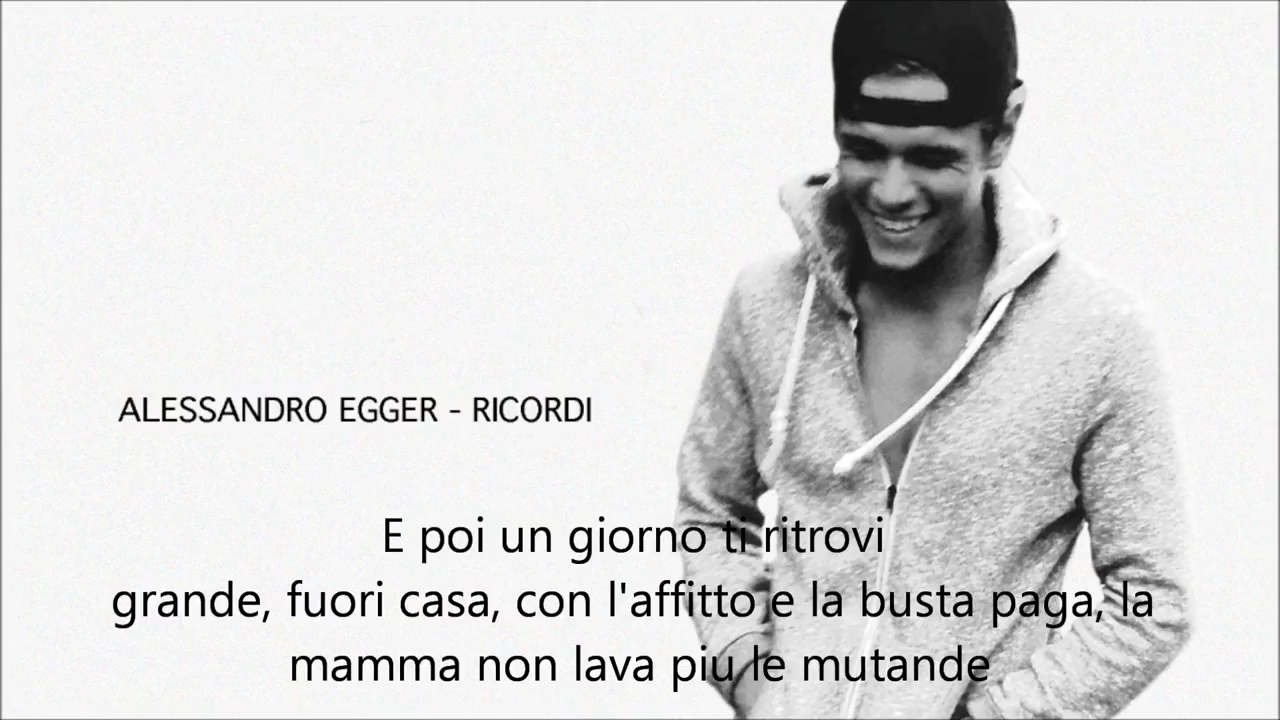 ALESSANDRO EGGER - RICORDI
E poi un giorno ti ritrovi
grande, fuori casa, con l'affitto e la busta paga, la
mamma non lava piu le mutande